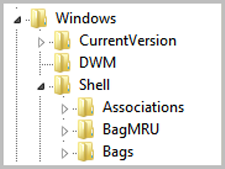 Windows
CurrentVersion
DWM
Shell
Associations
BagMRU
Bags